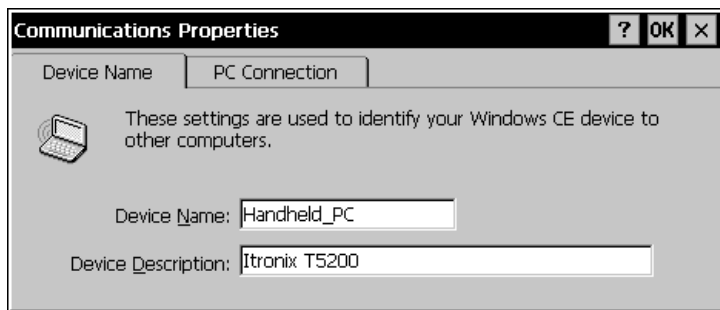 Communications Properties ? OK ×
Device Name PC Connection
These settings are used to identify your Windows CE device to
other computers.
Device Name: Handheld_PC
Device Description: Itronix T5200